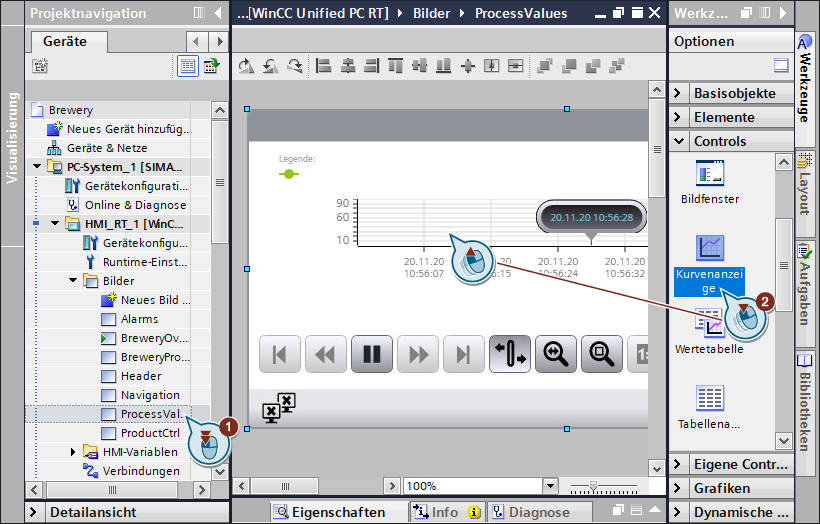 Projektnavigation
Geräte
Visualisierung
Brewery
Neues Gerät hinzufüg...
Geräte & Netze
PC-System_1 [SIMA...
Gerätekonfigurati...
Online & Diagnose
HMI_RT_1 [WinC...
Gerätekonfigu...
Runtime-Einst...
Bilder
Neues Bild ...
Alarms
BreweryOv...
BreweryPro...
Header
Navigation
ProcessVal...
ProductCtrl
HMI-Variablen
Verbindungen
Detailansicht
1
...[WinCC Unified PC RT]
Bilder
ProcessValues
Legende:
90
60
10
20.11.20 10:56:28
20.11.20
10:56:07
:15
20.11.20
10:56:24
20.11.20
10:56:32
100%
Eigenschaften
Info
Diagnose
Werkz...
Optionen
Basisobjekte
Elemente
Controls
Bildfenster
Kurvenanzei
ge
2
Wertetabelle
Tabellena...
Eigene Contr...
Grafiken
Dynamische ...
Werkzeuge
Layout
Aufgaben
Bibliotheken